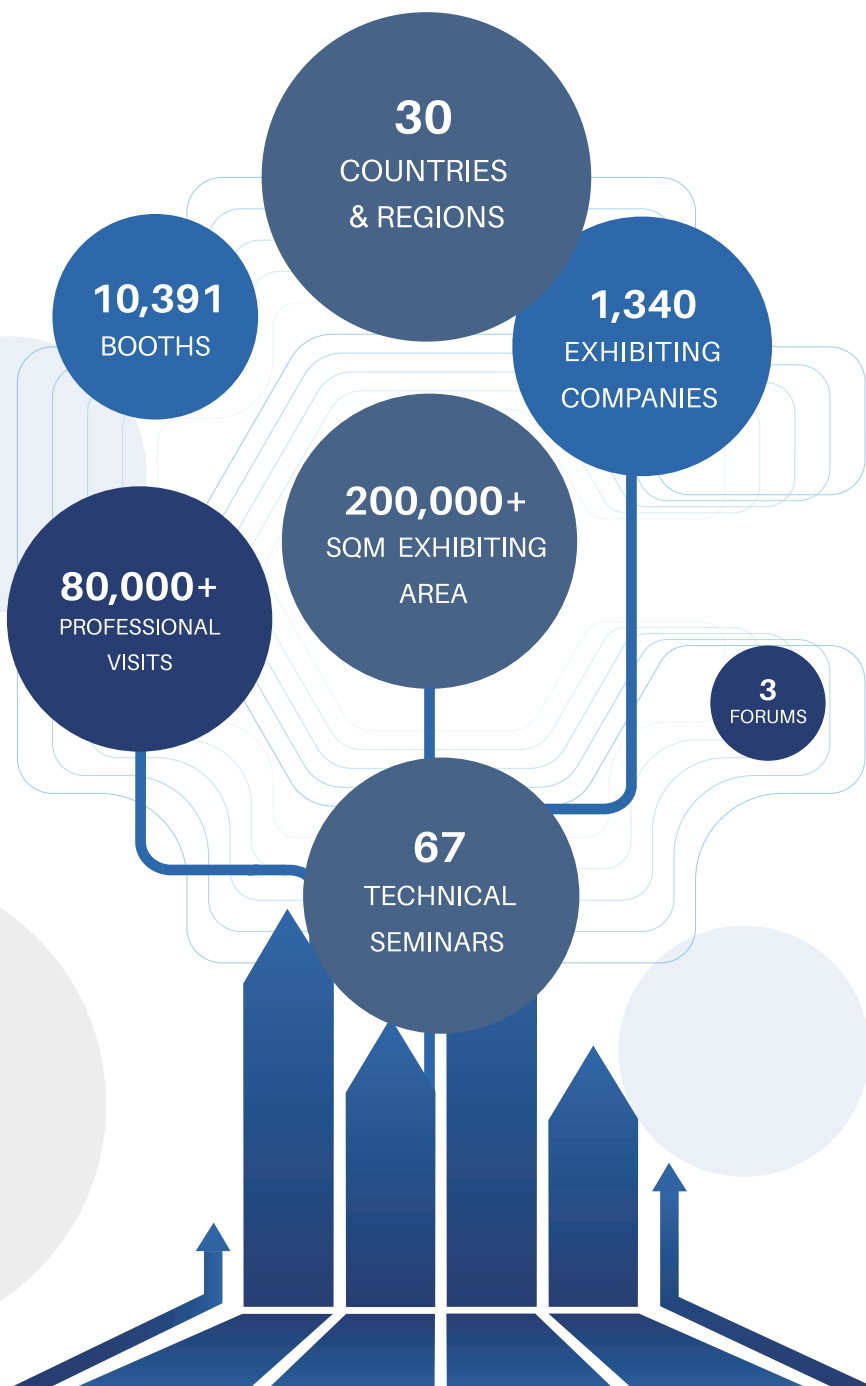 30
COUNTRIES
& REGIONS
10,391
BOOTHS
1,340
EXHIBITING
COMPANIES
200,000+
SQM EXHIBITING
AREA
80,000+
PROFESSIONAL
VISITS
3
FORUMS
67
TECHNICAL
SEMINARS